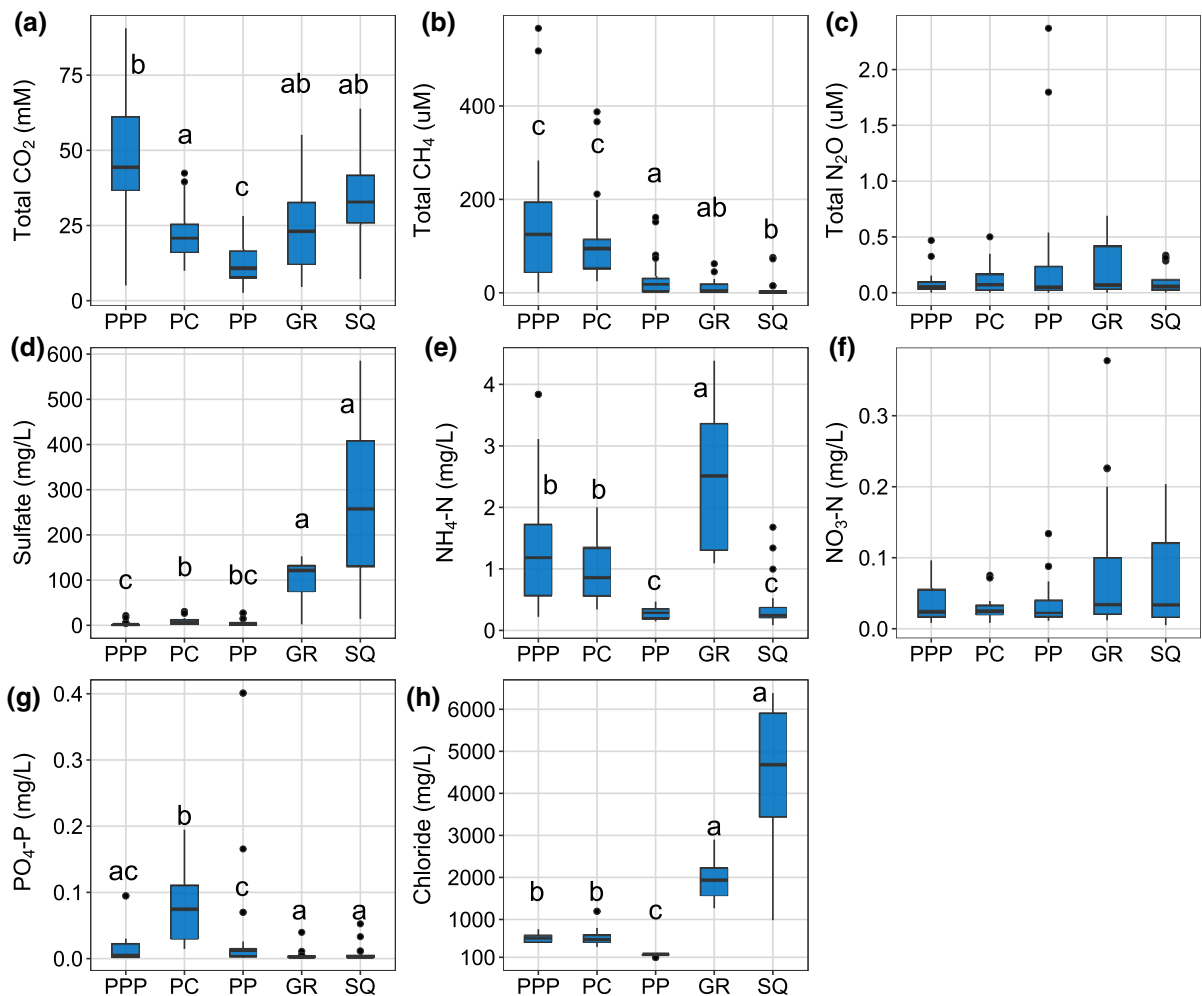 (a)
Total CO₂ (mM)
75
50
25
0
b
a
c
ab
ab
PPP PC PP GR SQ
(b)
Total CH₄ (uM)
400
200
0
c
c
a
ab
b
PPP PC PP GR SQ
(c)
Total N₂O (uM)
2.0
1.5
1.0
0.5
0.0
PPP PC PP GR SQ
(d)
Sulfate (mg/L)
600
500
400
300
200
100
0
c
b
bc
a
a
PPP PC PP GR SQ
(e)
NH₄-N (mg/L)
4
3
2
1
0
b
b
c
a
c
PPP PC PP GR SQ
(f)
NO₃-N (mg/L)
0.3
0.2
0.1
0.0
PPP PC PP GR SQ
(g)
PO₄-P (mg/L)
0.4
0.3
0.2
0.1
0.0
ac
b
c
a
a
PPP PC PP GR SQ
(h)
Chloride (mg/L)
6000
5000
4000
3000
2000
1000
100
b
b
c
a
a
PPP PC PP GR SQ